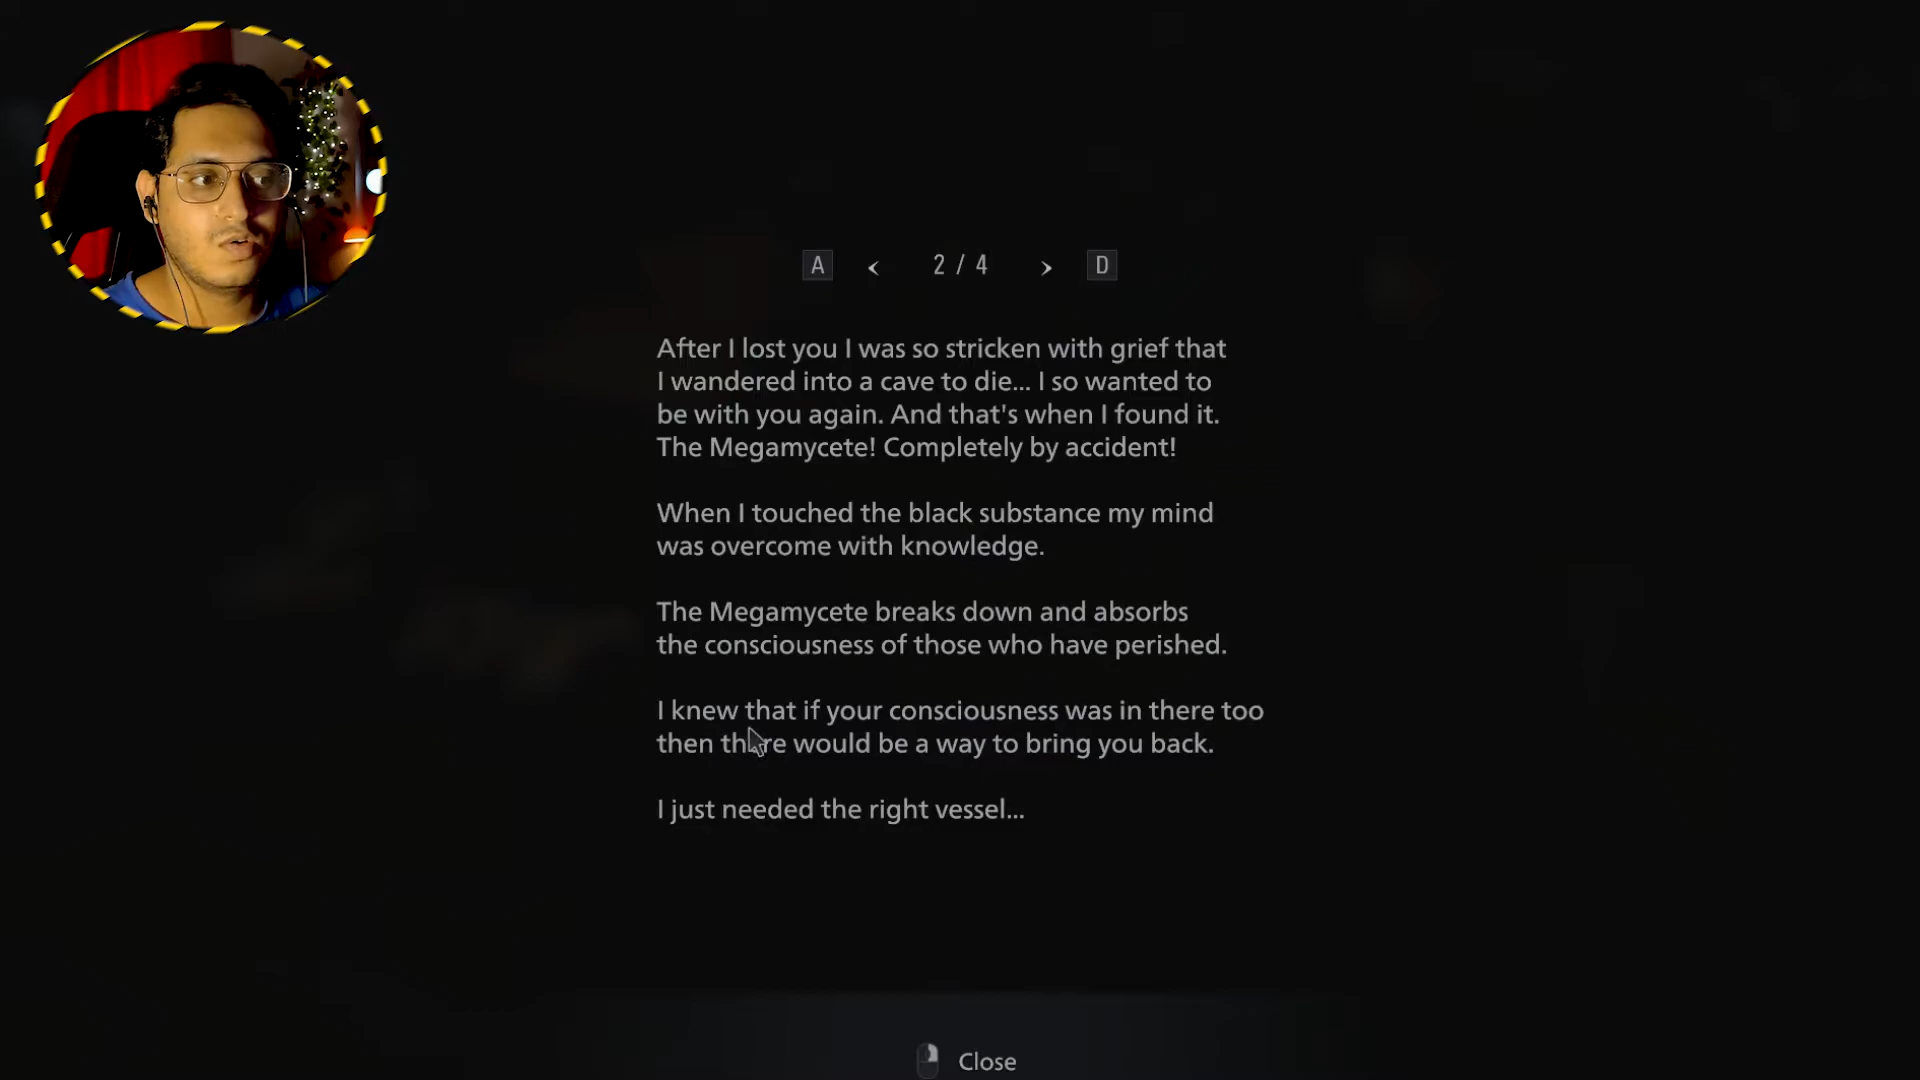 A < 2 / 4 > D
After I lost you I was so stricken with grief that
I wandered into a cave to die... I so wanted to
be with you again. And that's when I found it.
The Megamycete! Completely by accident!
When I touched the black substance my mind
was overcome with knowledge.
The Megamycete breaks down and absorbs
the consciousness of those who have perished.
I knew that if your consciousness was in there too
then there would be a way to bring you back.
I just needed the right vessel...
Close